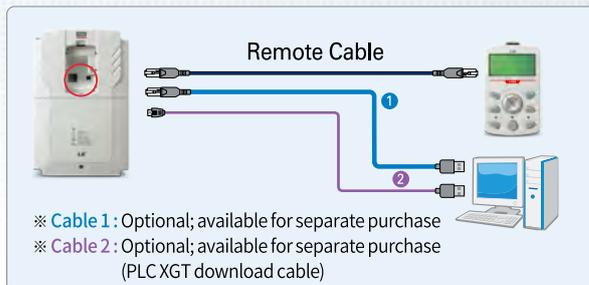 Remote Cable
1
2
※ Cable 1 : Optional; available for separate purchase
※ Cable 2 : Optional; available for separate purchase
(PLC XGT download cable)